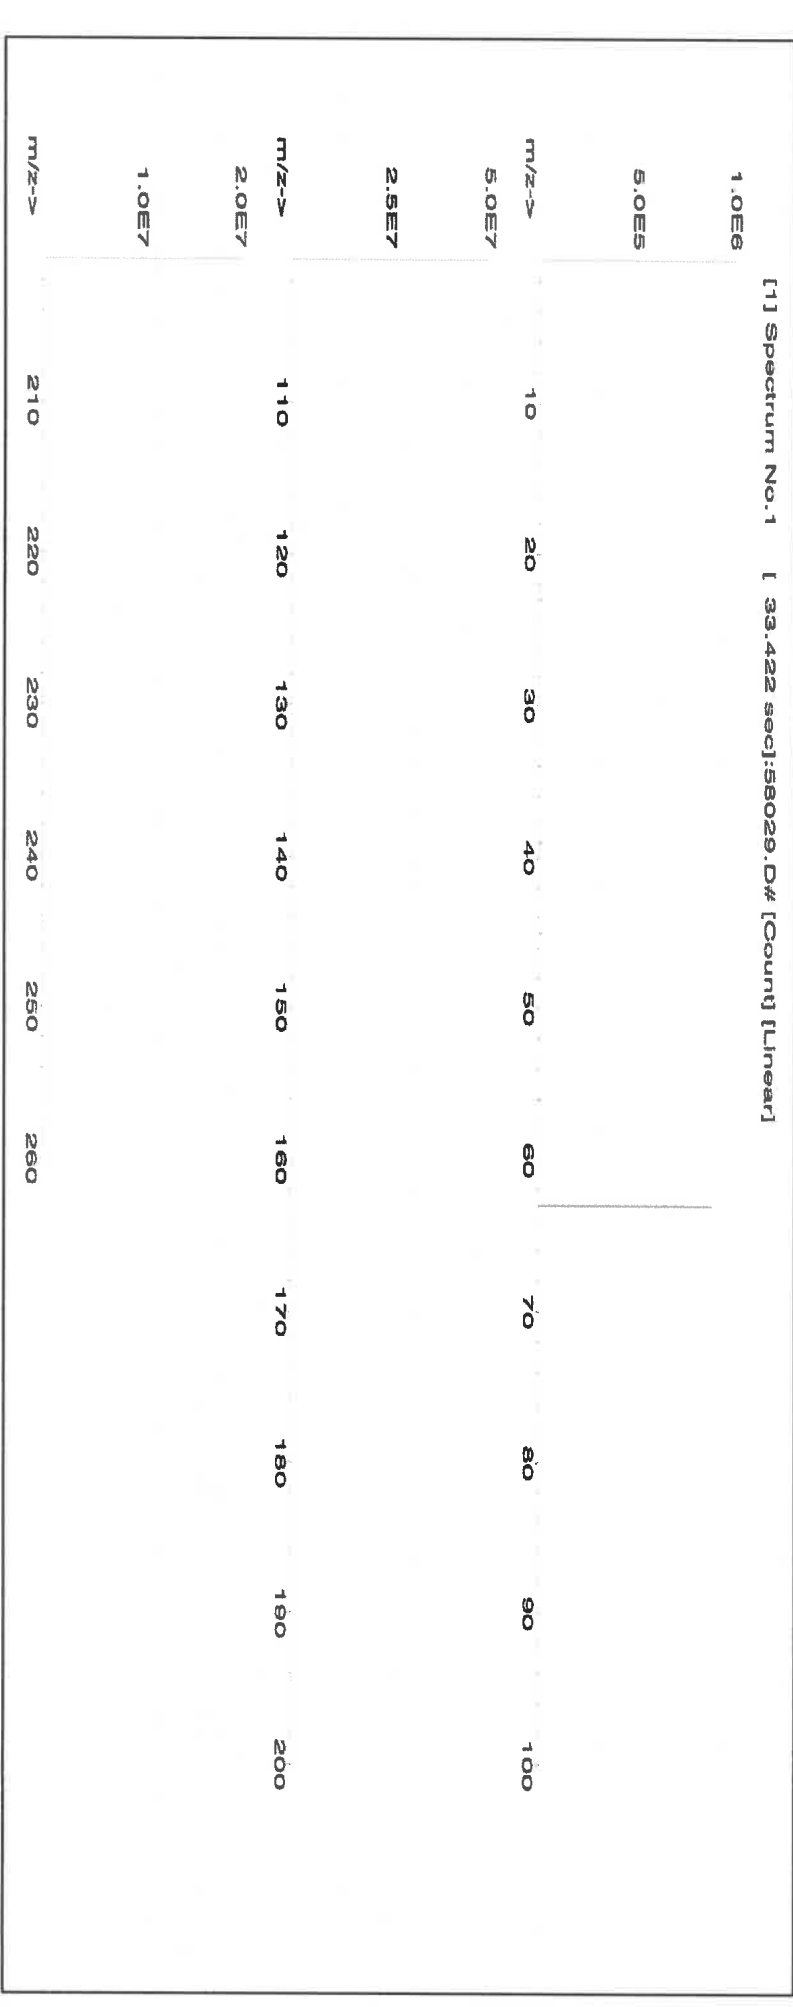 [1] Spectrum No.1 [ 33.422 sec]:58029.D# [Count] [Linear]
1.0E6
5.0E5
m/z-> 10 20 30 40 50 60 70 80 90 100
5.0E7
2.5E7
m/z-> 110 120 130 140 150 160 170 180 190 200
2.0E7
1.0E7
m/z-> 210 220 230 240 250 260